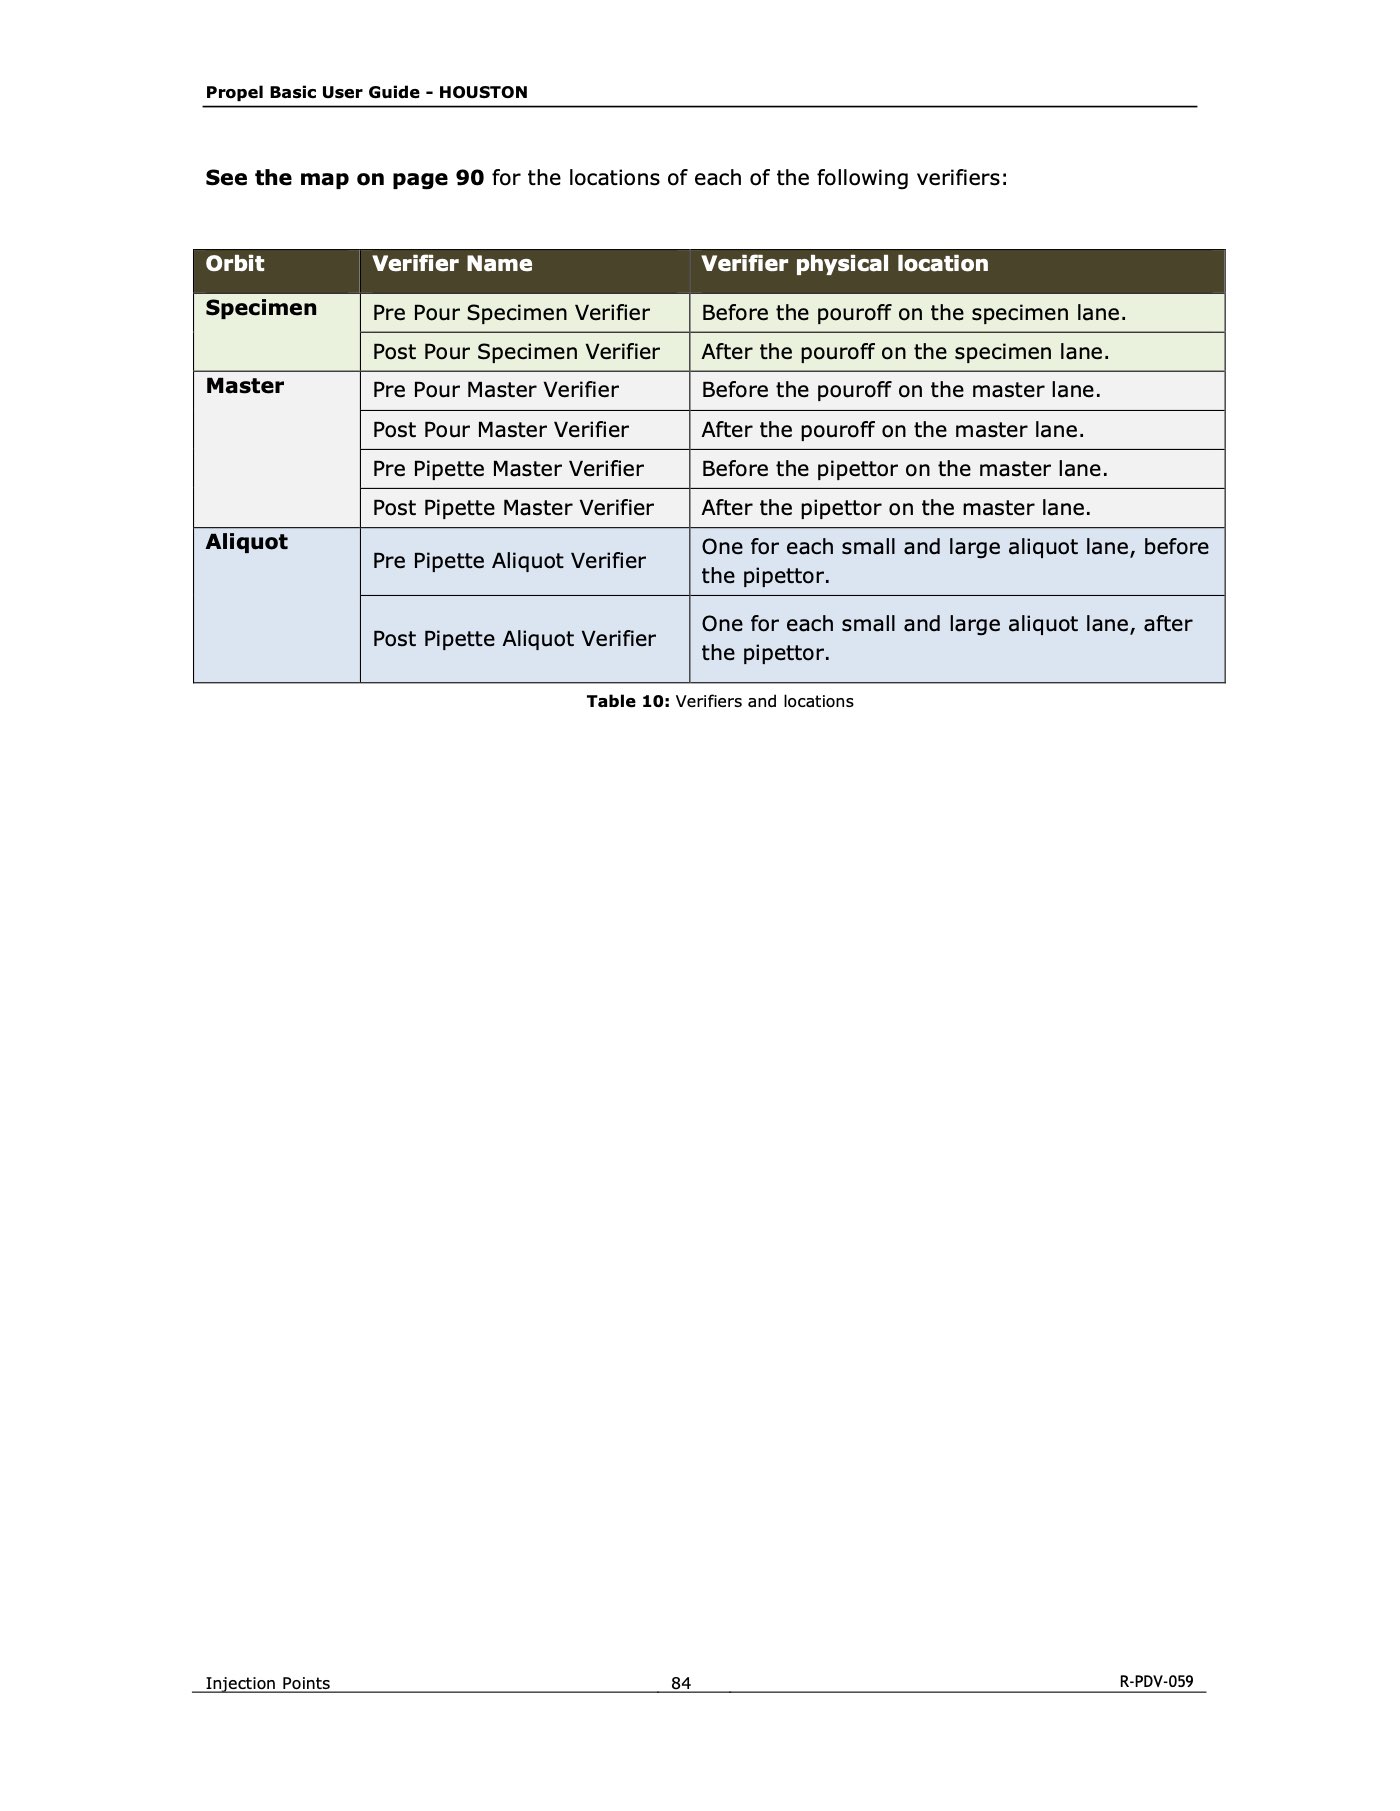 Propel Basic User Guide - HOUSTON
See the map on page 90 for the locations of each of the following verifiers:
Orbit Verifier Name Verifier physical location
Specimen Pre Pour Specimen Verifier Before the pouroff on the specimen lane.
Post Pour Specimen Verifier After the pouroff on the specimen lane.
Master Pre Pour Master Verifier Before the pouroff on the master lane.
Post Pour Master Verifier After the pouroff on the master lane.
Pre Pipette Master Verifier Before the pipettor on the master lane.
Post Pipette Master Verifier After the pipettor on the master lane.
Aliquot Pre Pipette Aliquot Verifier One for each small and large aliquot lane, before
the pipettor.
Post Pipette Aliquot Verifier One for each small and large aliquot lane, after
the pipettor.
Table 10: Verifiers and locations
Injection Points 84 R-PDV-059